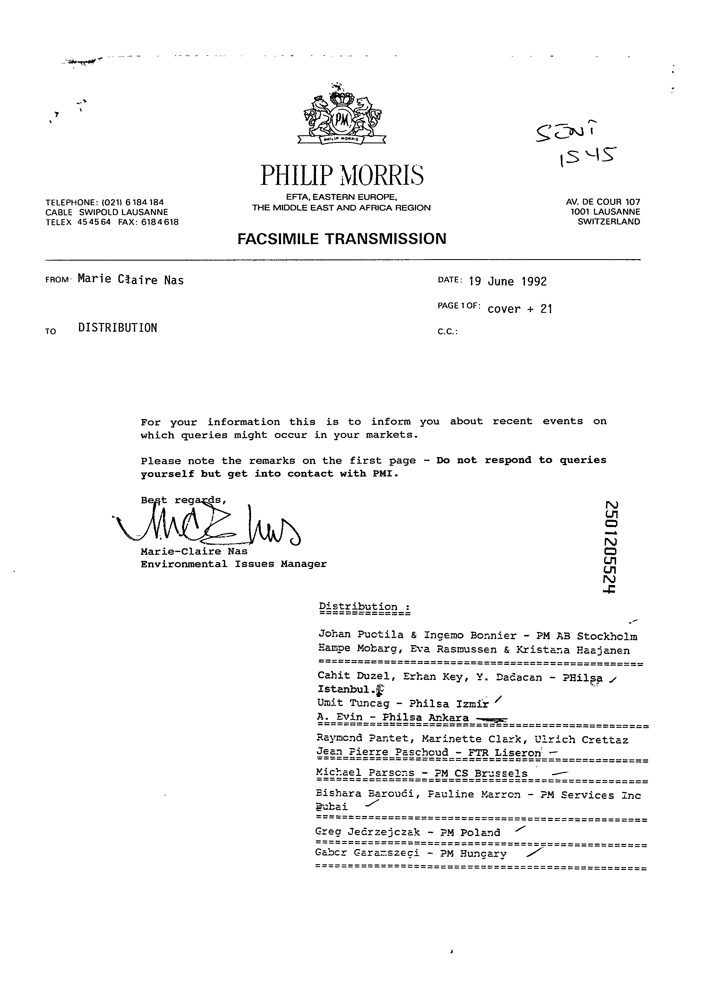 SENT
1545
PM
PHILIP MORRIS
PHILIP MORRIS
EFTA, EASTERN EUROPE,
THE MIDDLE EAST AND AFRICA REGION
TELEPHONE: (021) 6 184 184
CABLE SWIPOLD LAUSANNE
TELEX 454564 FAX: 6184618
AV. DE COUR 107
1001 LAUSANNE
SWITZERLAND
FACSIMILE TRANSMISSION
FROM Marie Claire Nas
DATE: 19 June 1992
PAGE 1 OF: cover + 21
TO DISTRIBUTION
C.C.:
For your information this is to inform you about recent events on
which queries might occur in your markets.
Please note the remarks on the first page - Do not respond to queries
yourself but get into contact with PMI.
Best regards,
Marie-Claire Nas
Environmental Issues Manager
2501205524
Distribution :
Johan Puotila & Ingemo Bonnier - PM AB Stockholm
Hampe Mobarg, Eva Rasmussen & Kristana Haajanen
Cahit Duzel, Erhan Key, Y. Dadacan - PHilsa
Istanbul.
Umit Tuncag - Philsa Izmir
A. Evin - Philsa Ankara
Raymond Pantet, Marinette Clark, Ulrich Crettaz
Jean Pierre Paschoud - FTR Liseron
Michael Parsons - PM CS Brussels
Bishara Baroudi, Pauline Marron - PM Services Inc
Dubai
Greg Jedrzejczak - PM Poland
Gabor Garamszegi - PM Hungary